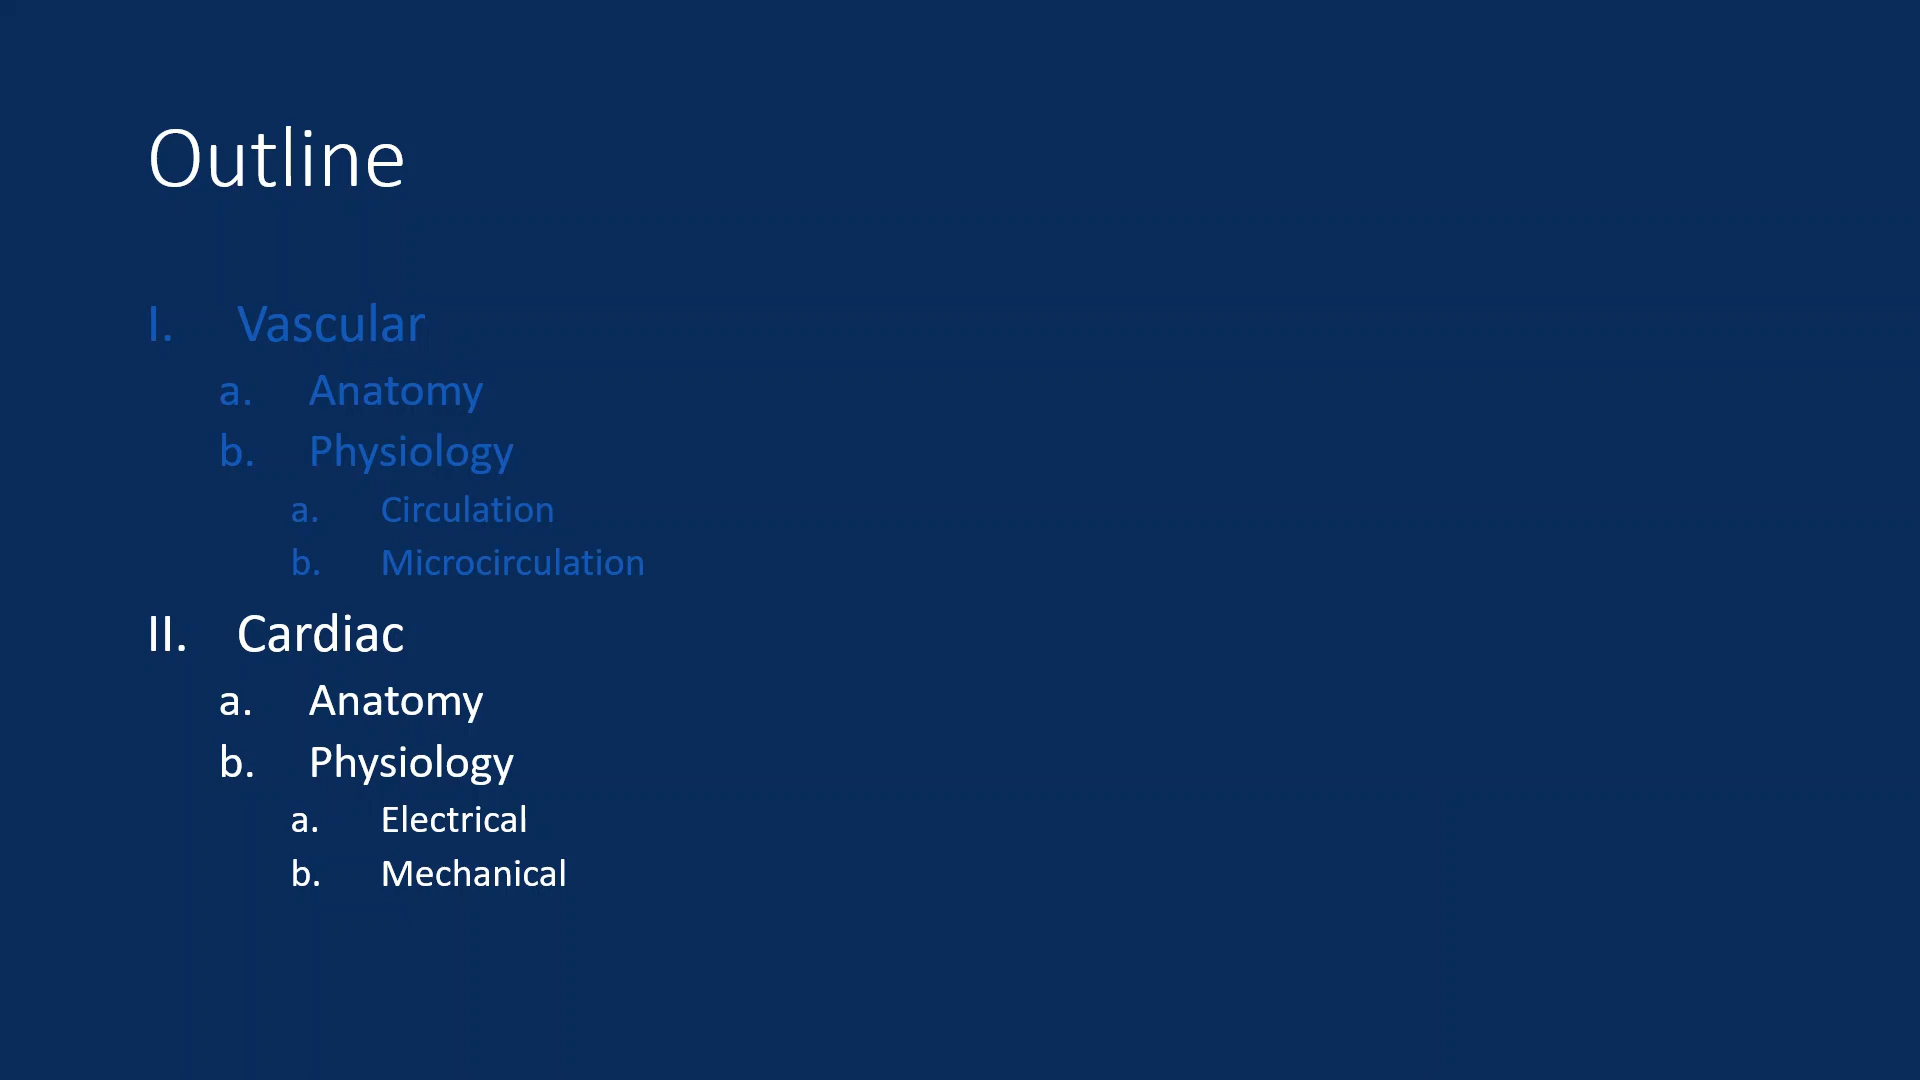 Outline
I. Vascular
a. Anatomy
b. Physiology
a. Circulation
b. Microcirculation
II. Cardiac
a. Anatomy
b. Physiology
a. Electrical
b. Mechanical